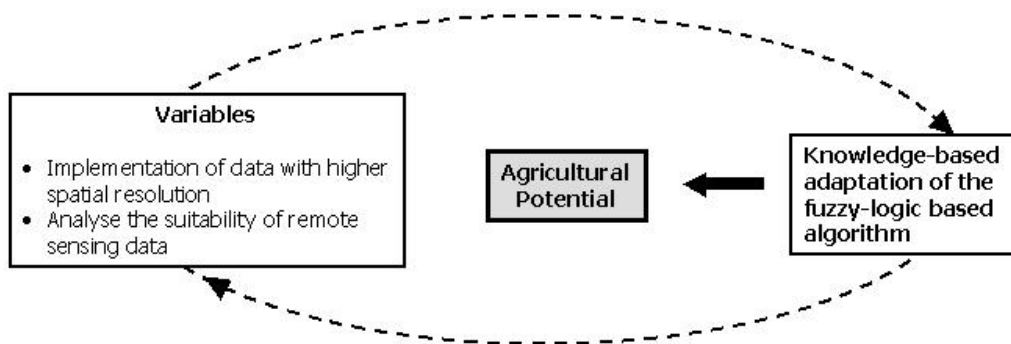 Variables
• Implementation of data with higher
spatial resolution
• Analyse the suitability of remote
sensing data
Agricultural
Potential
Knowledge-based
adaptation of the
fuzzy-logic based
algorithm